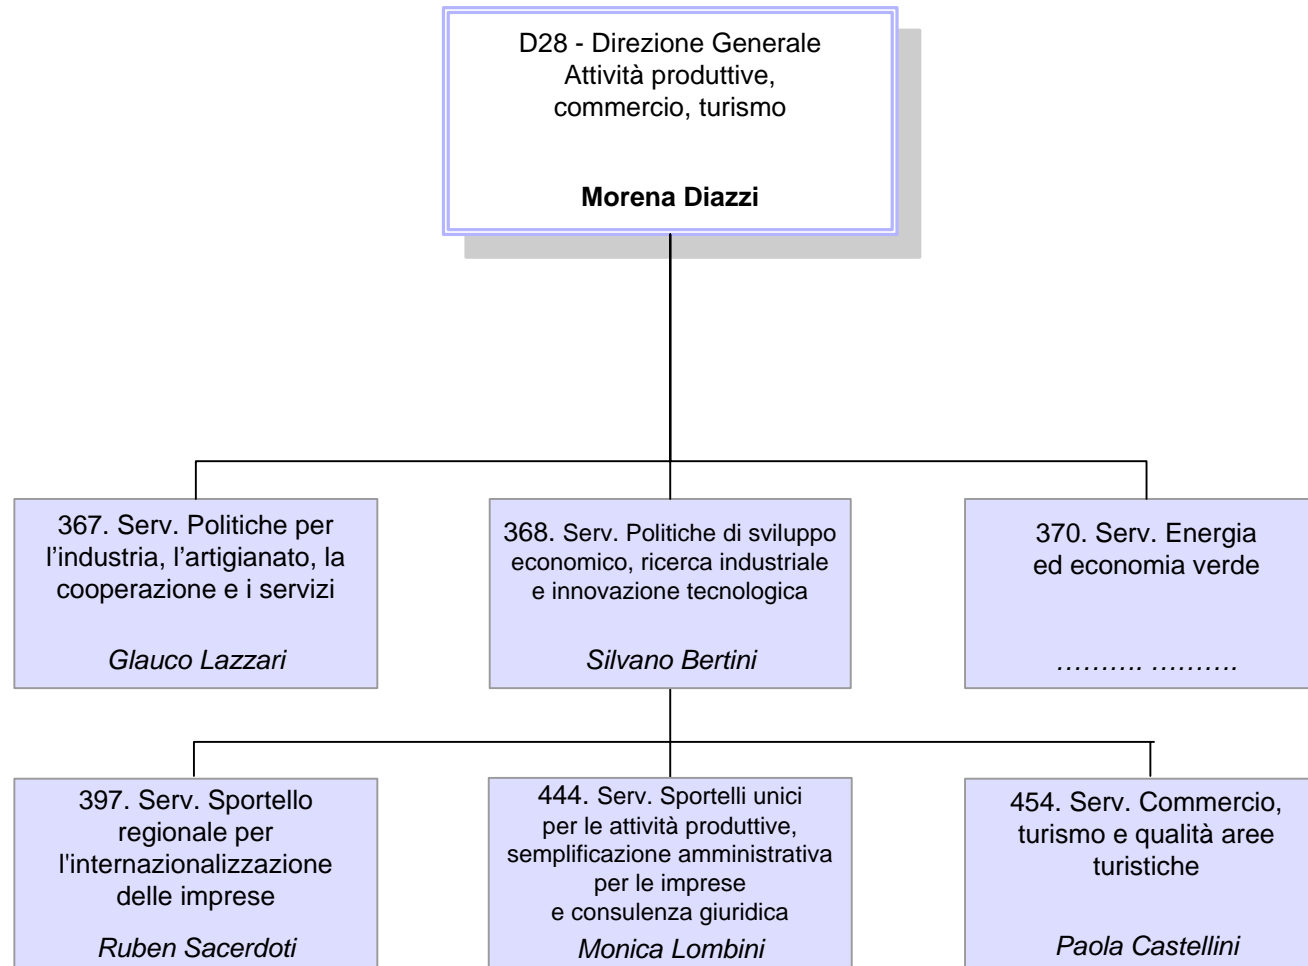 D28 - Direzione Generale
Attività produttive,
commercio, turismo
Morena Diazzi
367. Serv. Politiche per
l’industria, l’artigianato, la
cooperazione e i servizi
Glauco Lazzari
368. Serv. Politiche di sviluppo
economico, ricerca industriale
e innovazione tecnologica
Silvano Bertini
370. Serv. Energia
ed economia verde
………. ……….
397. Serv. Sportello
regionale per
l'internazionalizzazione
delle imprese
Ruben Sacerdoti
444. Serv. Sportelli unici
per le attività produttive,
semplificazione amministrativa
per le imprese
e consulenza giuridica
Monica Lombini
454. Serv. Commercio,
turismo e qualità aree
turistiche
Paola Castellini